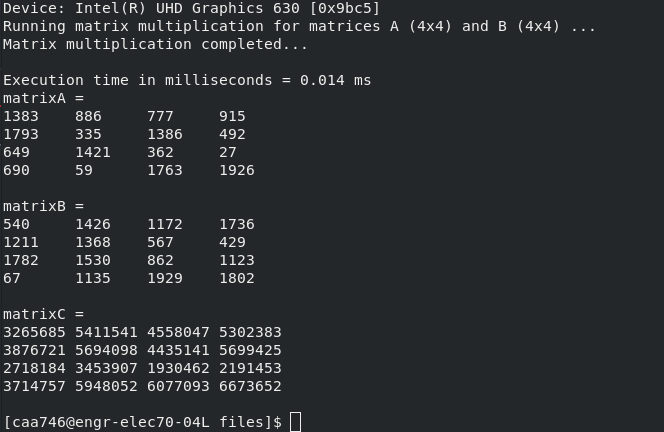 Device: Intel(R) UHD Graphics 630 [0x9bc5]
Running matrix multiplication for matrices A (4x4) and B (4x4) ...
Matrix multiplication completed...
Execution time in milliseconds = 0.014 ms
matrixA =
1383 886 777 915
1793 335 1386 492
649 1421 362 27
690 59 1763 1926
matrixB =
540 1426 1172 1736
1211 1368 567 429
1782 1530 862 1123
67 1135 1929 1802
matrixC =
3265685 5411541 4558047 5302383
3876721 5694098 4435141 5699425
2718184 3453907 1930462 2191453
3714757 5948052 6077093 6673652
[caa746@engr-elec70-04L files]$